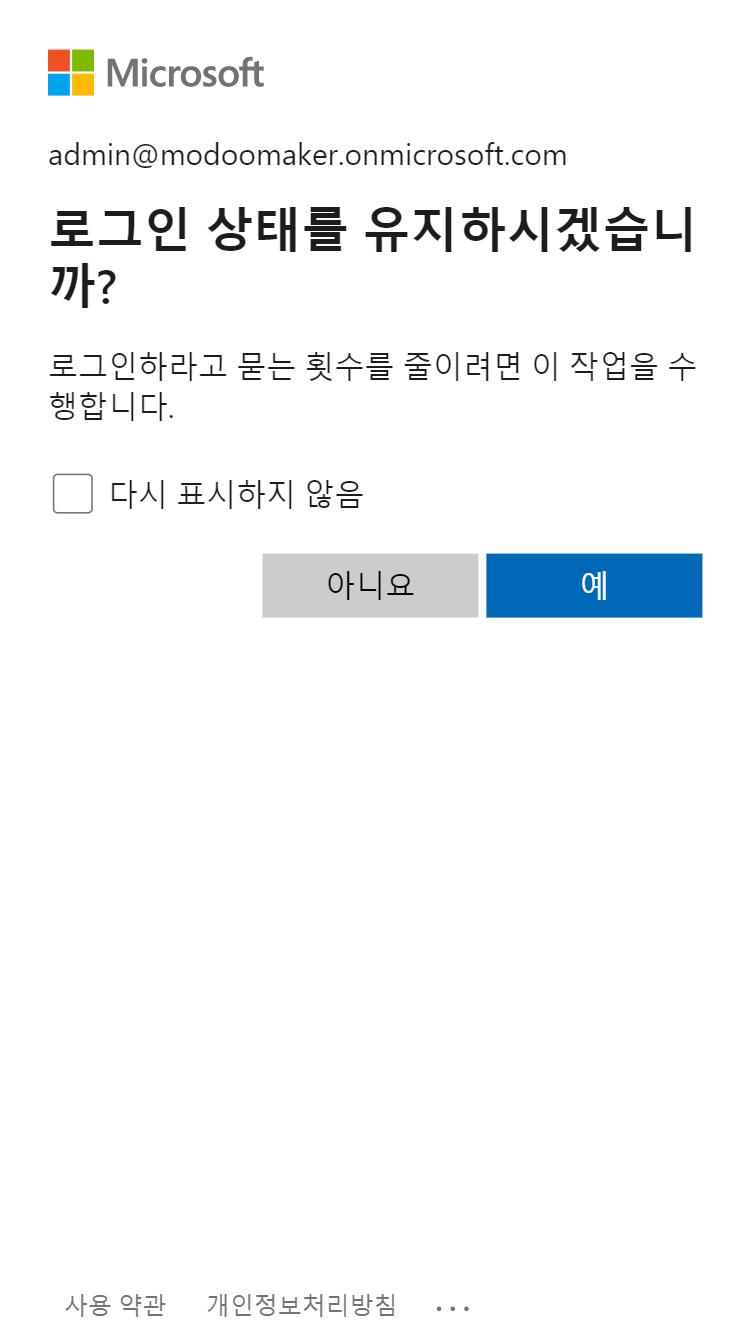 Microsoft
admin@modoomaker.onmicrosoft.com
로그인 상태를 유지하시겠습니
까?
로그인하라고 묻는 횟수를 줄이려면 이 작업을 수
행합니다.
다시 표시하지 않음
아니요 예
사용 약관 개인정보처리방침 ...